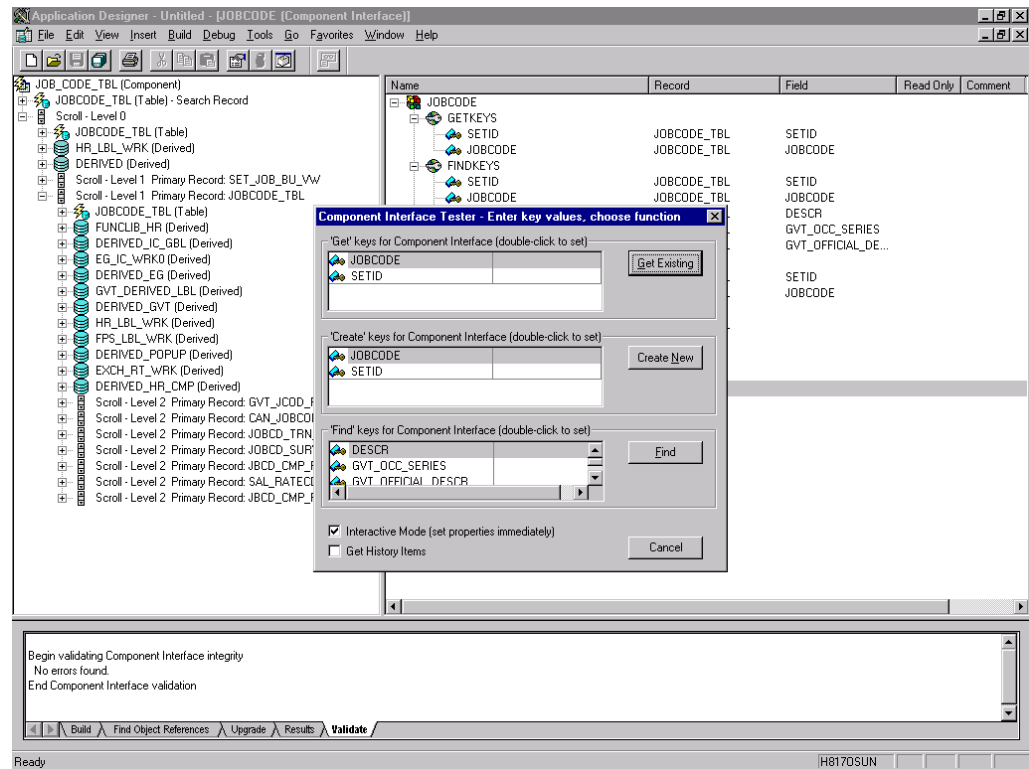 Application Designer - Untitled - [JOBCODE (Component Interface)]
File Edit View Insert Build Debug Tools Go Favorites Window Help
JOB_CODE_TBL (Component)
JOBCODE_TBL (Table) - Search Record
Scroll - Level 0
JOBCODE_TBL (Table)
HR_LBL_WRK (Derived)
DERIVED (Derived)
Scroll - Level 1 Primary Record: SET_JOB_BU_VW
Scroll - Level 1 Primary Record: JOBCODE_TBL
JOBCODE_TBL (Table)
FUNCLIB_HR (Derived)
DERIVED_IC_GBL (Derived)
EG_IC_WRK0 (Derived)
DERIVED_EG (Derived)
GVT_DERIVED_LBL (Derived)
DERIVED_GVT (Derived)
HR_LBL_WRK (Derived)
FPS_LBL_WRK (Derived)
DERIVED_POPUP (Derived)
EXCH_RT_WRK (Derived)
DERIVED_HR_CMP (Derived)
Scroll - Level 2 Primary Record: GVT_JCOD_
Scroll - Level 2 Primary Record: CAN_JOBCO
Scroll - Level 2 Primary Record: JOBCD_TRN_
Scroll - Level 2 Primary Record: JOBCD_SUR
Scroll - Level 2 Primary Record: JBCD_CMP_
Scroll - Level 2 Primary Record: SAL_RATEC
Scroll - Level 2 Primary Record: JBCD_CMP_
Name Record Field Read Only Comment
JOBCODE
GETKEYS
SETID JOBCODE_TBL SETID
JOBCODE JOBCODE_TBL JOBCODE
FINDKEYS
SETID JOBCODE_TBL SETID
JOBCODE JOBCODE_TBL JOBCODE
DESCR
GVT_OCC_SERIES
GVT_OFFICIAL_DE...
SETID
JOBCODE
Component Interface Tester - Enter key values, choose function
'Get' keys for Component Interface (double-click to set)
JOBCODE
SETID
Get Existing
'Create' keys for Component Interface (double-click to set)
JOBCODE
SETID
Create New
'Find' keys for Component Interface (double-click to set)
DESCR
GVT_OCC_SERIES
GVT_OFFICIAL_DESCR
Find
Interactive Mode (set properties immediately)
Get History Items
Cancel
Begin validating Component Interface integrity
No errors found.
End Component Interface validation
Build Find Object References Upgrade Results Validate
Ready H8170SUN